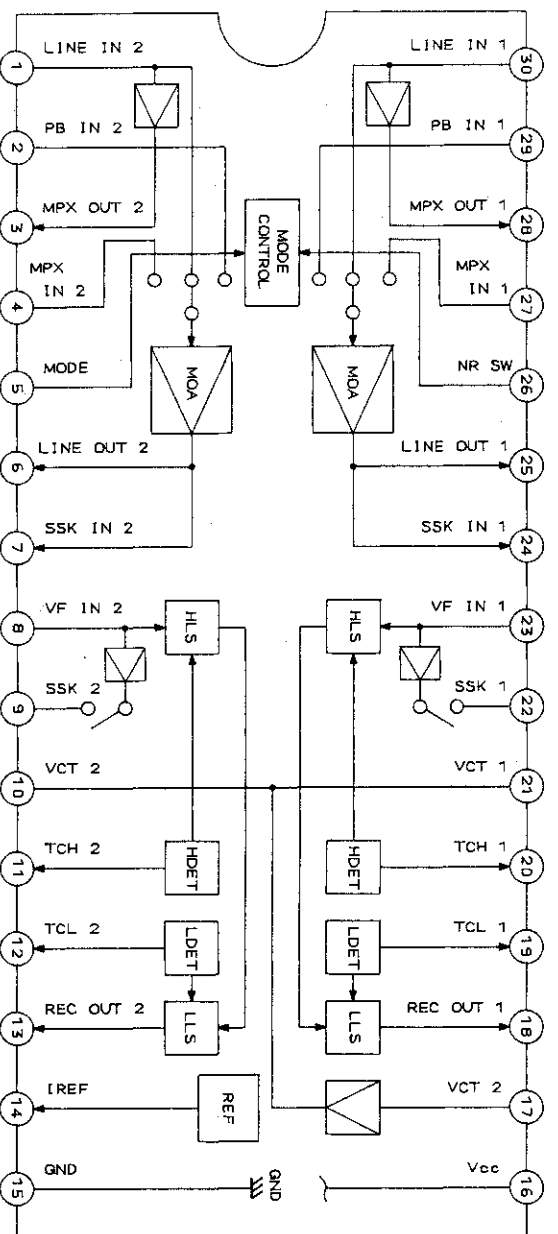 1 LINE IN 2
2 PB IN 2
3 MPX OUT 2
4 MPX IN 2
5 MODE
6 LINE OUT 2
7 SSK IN 2
8 VF IN 2
9 SSK 2
10 VCT 2
11 TCH 2
12 TCL 2
13 REC OUT 2
14 IREF
15 GND
MODE CONTROL
MOA
MOA
HLS
HLS
HDET
HDET
LDET
LDET
LLS
LLS
REF
GND
LINE IN 1 30
PB IN 1 29
MPX OUT 1 28
MPX IN 1 27
NR SW 26
LINE OUT 1 25
SSK IN 1 24
VF IN 1 23
SSK 1 22
VCT 1 21
TCH 1 20
TCL 1 19
REC OUT 1 18
VCT 2 17
Vcc 16